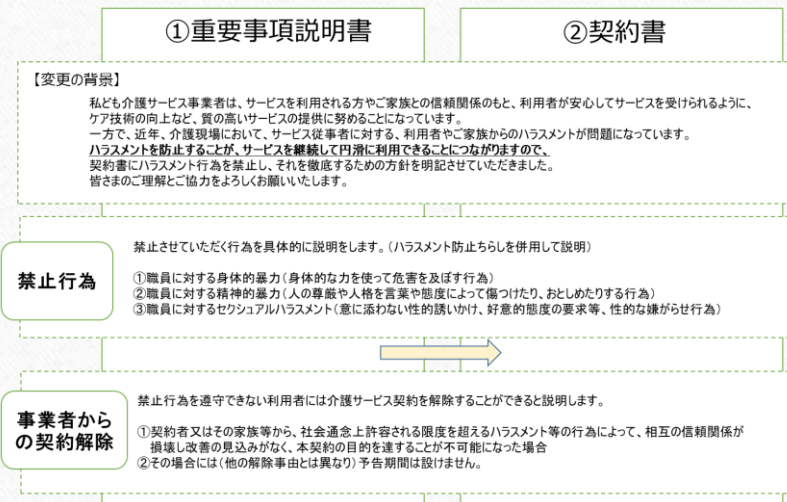 ①重要事項説明書
②契約書
【変更の背景】
私ども介護サービス事業者は、サービスを利用される方やご家族との信頼関係のもと、利用者が安心してサービスを受けられるように、
ケア技術の向上など、質の高いサービスの提供に努めることになっています。
一方で、近年、介護現場において、サービス従事者に対する、利用者やご家族からのハラスメントが問題になっています。
ハラスメントを防止することが、サービスを継続して円滑に利用できることにつながりますので、
契約書にハラスメント行為を禁止し、それを徹底するための方針を明記させていただきました。
皆さまのご理解とご協力をよろしくお願いいたします。
禁止行為
禁止させていただく行為を具体的に説明をします。(ハラスメント防止ちらしを併用して説明)
①職員に対する身体的暴力(身体的な力を使って危害を及ぼす行為)
②職員に対する精神的暴力(人の尊厳や人格を言葉や態度によって傷つけたり、おとしめたりする行為)
③職員に対するセクシュアルハラスメント(意に添わない性的誘いかけ、好意的態度の要求等、性的な嫌がらせ行為)
事業者から
の契約解除
禁止行為を遵守できない利用者には介護サービス契約を解除することができると説明します。
①契約者又はその家族等から、社会通念上許容される限度を超えるハラスメント等の行為によって、相互の信頼関係が
損壊し改善の見込みがなく、本契約の目的を達することが不可能になった場合
②その場合には(他の解除事由とは異なり)予告期間は設けません。